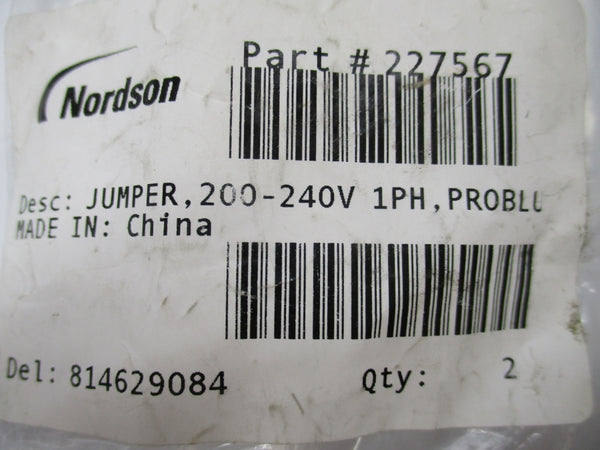 Part # 227567
Nordson
Desc: JUMPER,200-240V 1PH,PROBLU
MADE IN: China
Del: 814629084
Qty: 2